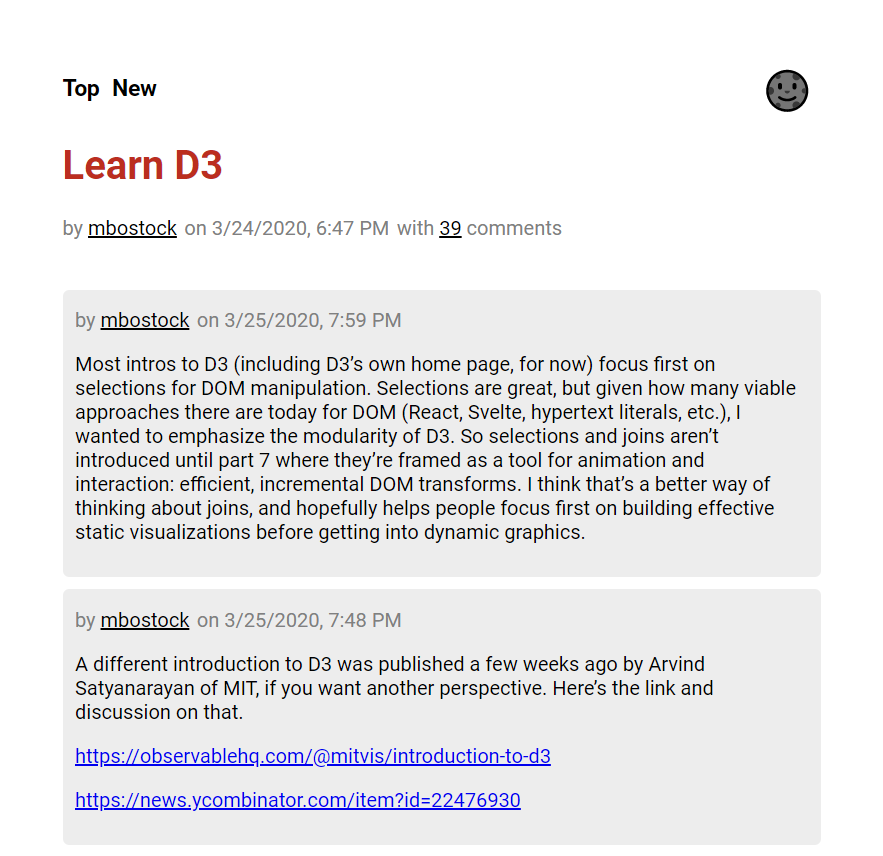 Top New
Learn D3
by mbostock on 3/24/2020, 6:47 PM with 39 comments
by mbostock on 3/25/2020, 7:59 PM
Most intros to D3 (including D3’s own home page, for now) focus first on
selections for DOM manipulation. Selections are great, but given how many viable
approaches there are today for DOM (React, Svelte, hypertext literals, etc.), I
wanted to emphasize the modularity of D3. So selections and joins aren’t
introduced until part 7 where they’re framed as a tool for animation and
interaction: efficient, incremental DOM transforms. I think that’s a better way of
thinking about joins, and hopefully helps people focus first on building effective
static visualizations before getting into dynamic graphics.
by mbostock on 3/25/2020, 7:48 PM
A different introduction to D3 was published a few weeks ago by Arvind
Satyanarayan of MIT, if you want another perspective. Here’s the link and
discussion on that.
https://observablehq.com/@mitvis/introduction-to-d3
https://news.ycombinator.com/item?id=22476930